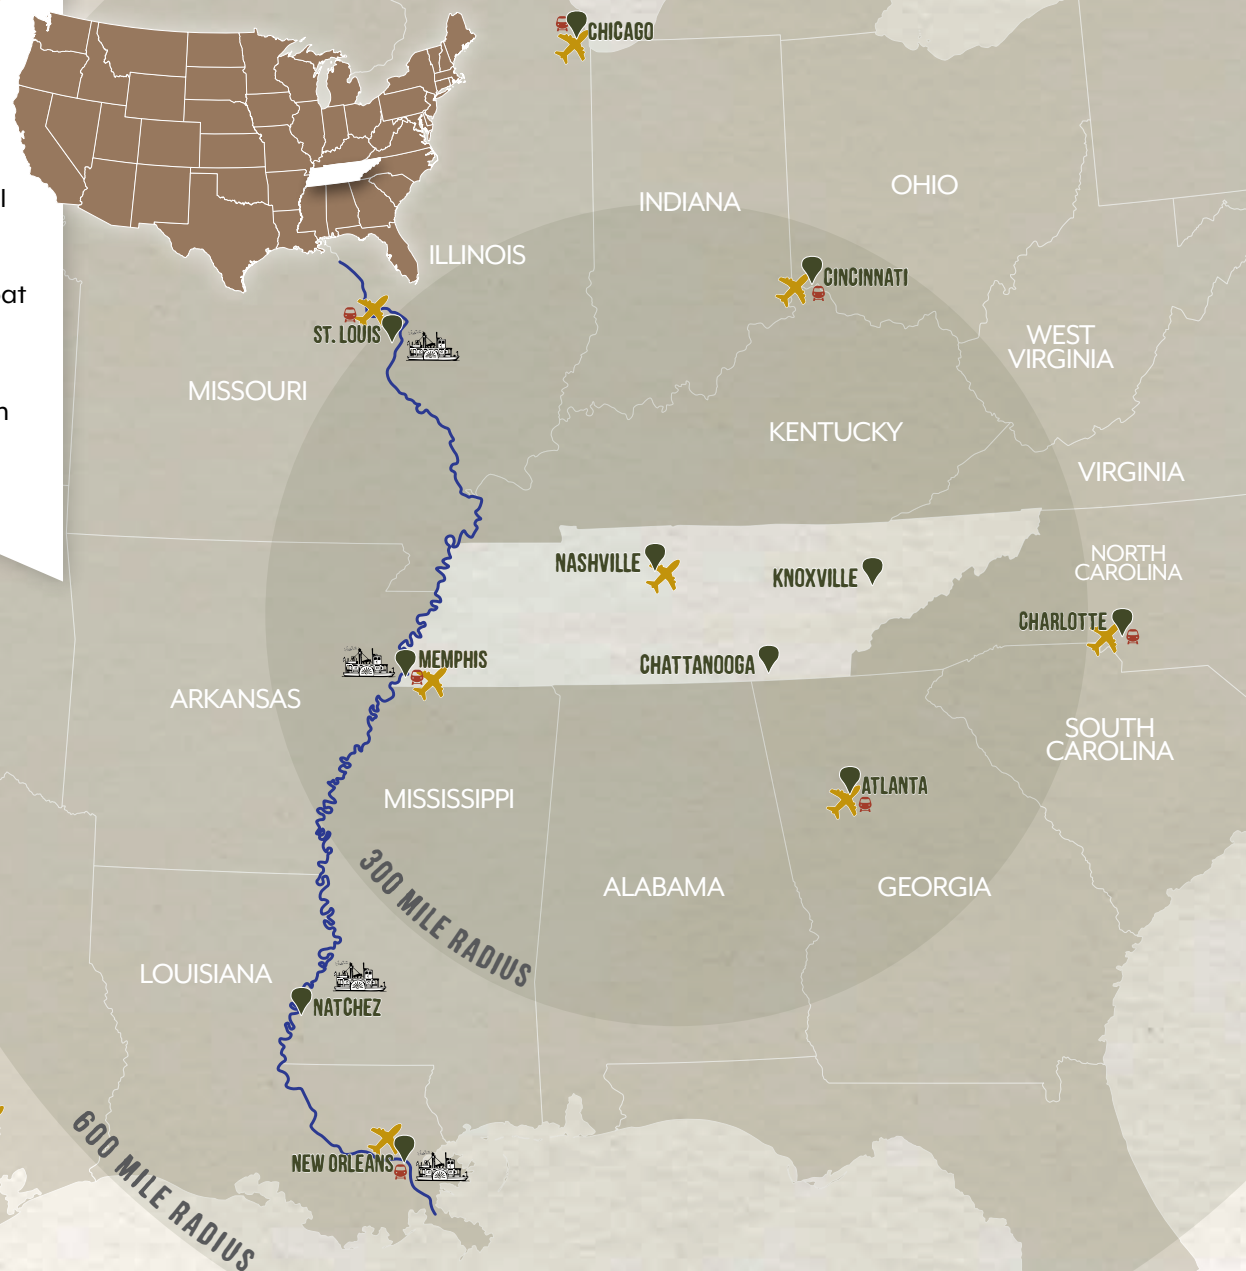 CHICAGO
l
INDIANA
OHIO
ILLINOIS
CINCINNATI
at
ST. LOUIS
WEST
VIRGINIA
MISSOURI
n
KENTUCKY
VIRGINIA
NASHVILLE
KNOXVILLE
NORTH
CAROLINA
CHARLOTTE
MEMPHIS
CHATTANOOGA
ARKANSAS
SOUTH
CAROLINA
MISSISSIPPI
ATLANTA
300 MILE RADIUS
ALABAMA
GEORGIA
LOUISIANA
NATCHEZ
600 MILE RADIUS
NEW ORLEANS